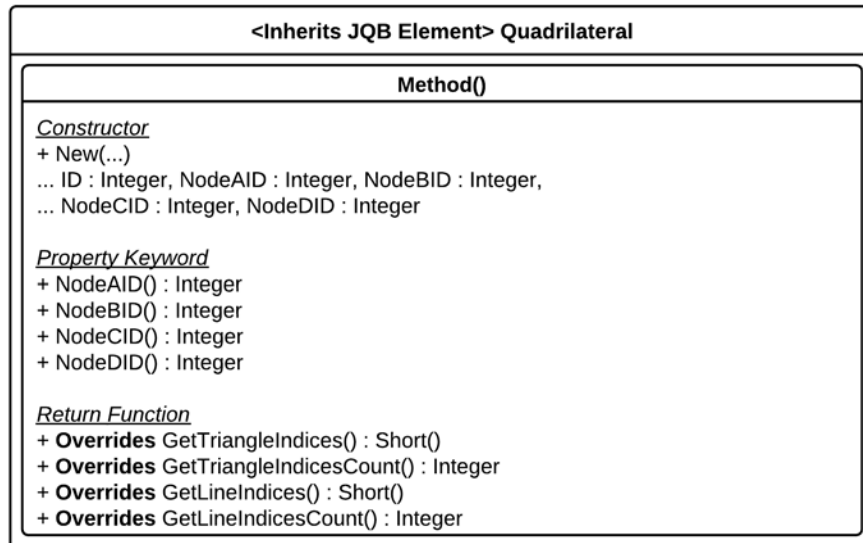 <Inherits JQB Element> Quadrilateral
Method()
Constructor
+ New(...)
... ID : Integer, NodeAID : Integer, NodeBID : Integer,
... NodeCID : Integer, NodeDID : Integer
Property Keyword
+ NodeAID() : Integer
+ NodeBID() : Integer
+ NodeCID() : Integer
+ NodeDID() : Integer
Return Function
+ Overrides GetTriangleIndices() : Short()
+ Overrides GetTriangleIndicesCount() : Integer
+ Overrides GetLineIndices() : Short()
+ Overrides GetLineIndicesCount() : Integer